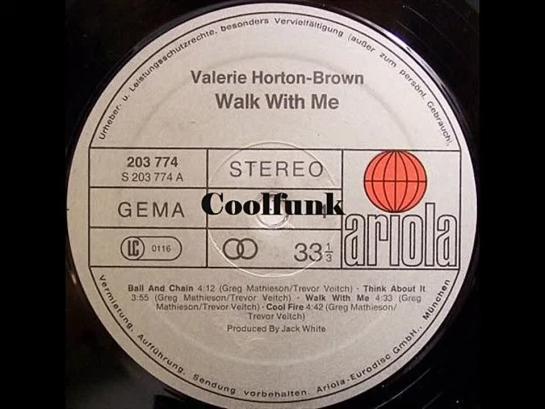 Urheber- u. Leistungsschutzrechte, besonders Vervielfältigung (außer zum persönl. Gebrauch),
Valerie Horton-Brown
Walk With Me
203 774
S 203 774 A
STEREO
GEMA
Coolfunk
LC 0116
33 1/3
ariola
Ball And Chain 4:12 (Greg Mathieson/Trevor Veitch) · Think About It
3:55 (Greg Mathieson/Trevor Veitch) · Walk With Me 4:33 (Greg
Mathieson/Trevor Veitch) · Cool Fire 4:42 (Greg Mathieson/
Trevor Veitch)
Produced By Jack White
Vermietung, Aufführung, Sendung vorbehalten. Ariola-Eurodisc GmbH., München